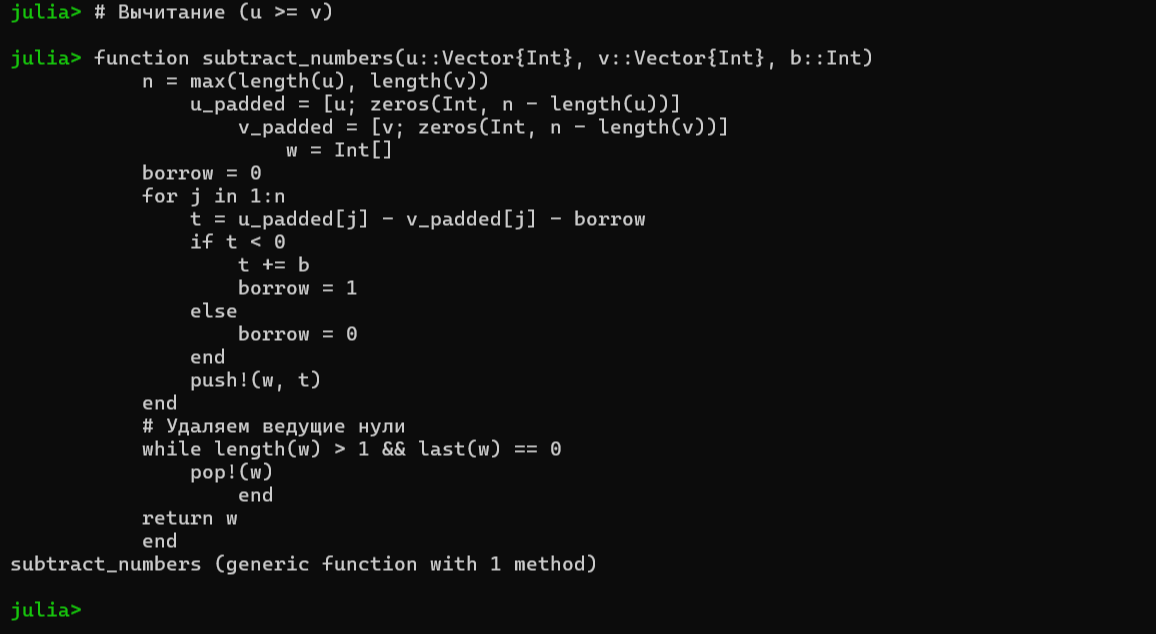 julia> # Вычитание (u >= v)

julia> function subtract_numbers(u::Vector{Int}, v::Vector{Int}, b::Int)
           n = max(length(u), length(v))
               u_padded = [u; zeros(Int, n - length(u))]
                   v_padded = [v; zeros(Int, n - length(v))]
                       w = Int[]
           borrow = 0
           for j in 1:n
               t = u_padded[j] - v_padded[j] - borrow
               if t < 0
                   t += b
                   borrow = 1
               else
                   borrow = 0
               end
               push!(w, t)
           end
           # Удаляем ведущие нули
           while length(w) > 1 && last(w) == 0
               pop!(w)
                   end
           return w
           end
subtract_numbers (generic function with 1 method)

julia>